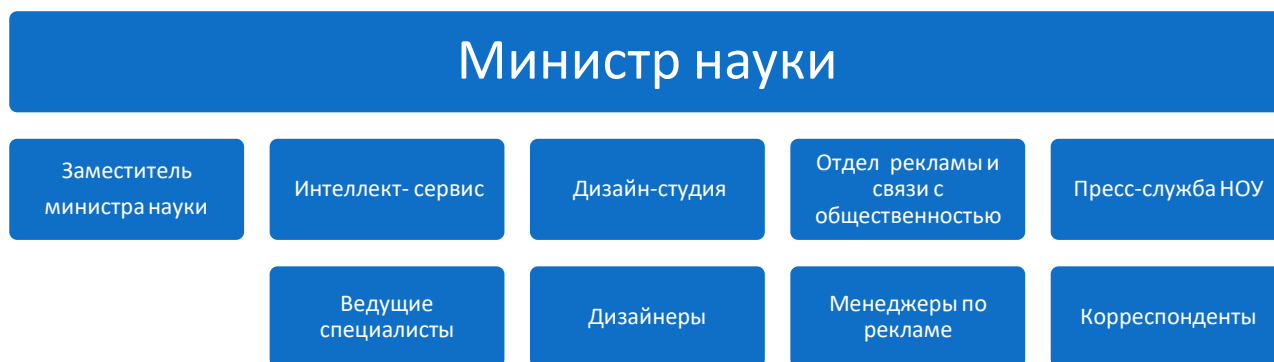 Министр науки
Заместитель
министра науки
Интеллект- сервис
Дизайн-студия
Отдел рекламы и
связи с
общественностью
Пресс-служба НОУ
Ведущие
специалисты
Дизайнеры
Менеджеры по
рекламе
Корреспонденты